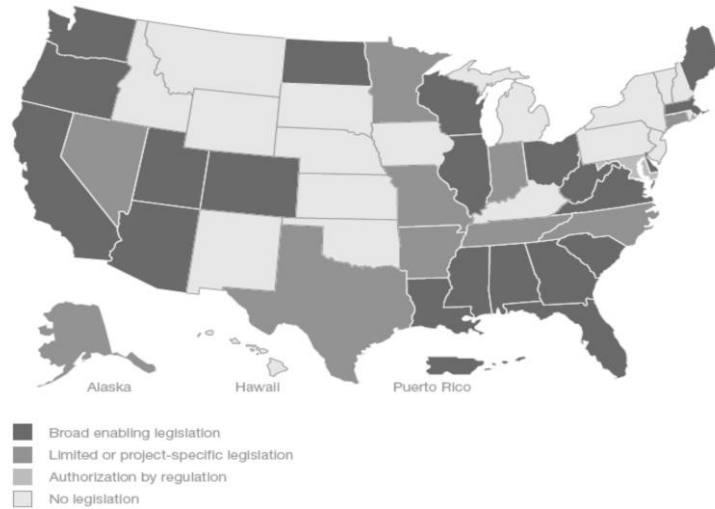 Alaska
Hawaii
Puerto Rico
Broad enabling legislation
Limited or project-specific legislation
Authorization by regulation
No legislation